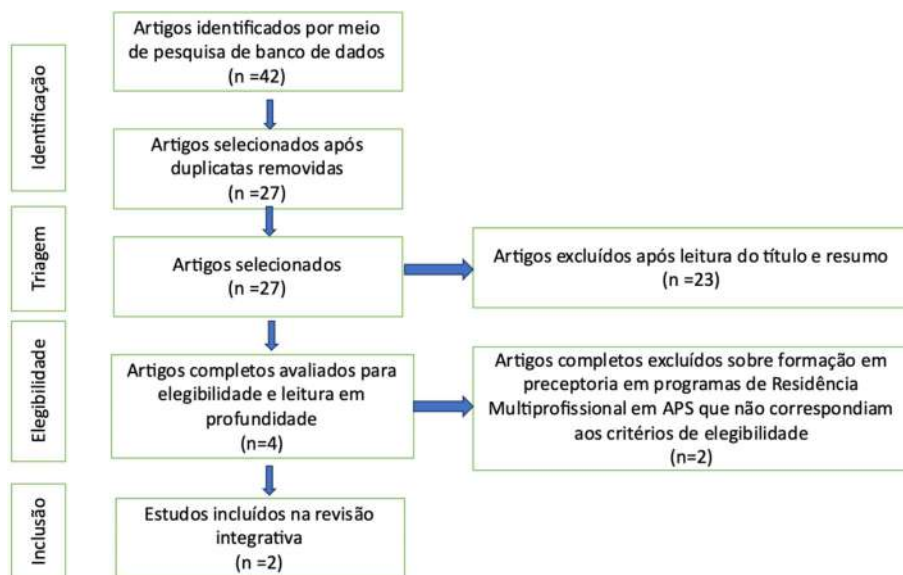 Identificação
Artigos identificados por meio
de pesquisa de banco de dados
(n =42)
Artigos selecionados após
duplicatas removidas
(n =27)
Triagem
Artigos selecionados
(n =27)
Artigos excluídos após leitura do título e resumo
(n =23)
Elegibilidade
Artigos completos avaliados para
elegibilidade e leitura em
profundidade
(n=4)
Artigos completos excluídos sobre formação em
preceptoria em programas de Residência
Multiprofissional em APS que não correspondiam
aos critérios de elegibilidade
(n=2)
Inclusão
Estudos incluídos na revisão
integrativa
(n =2)